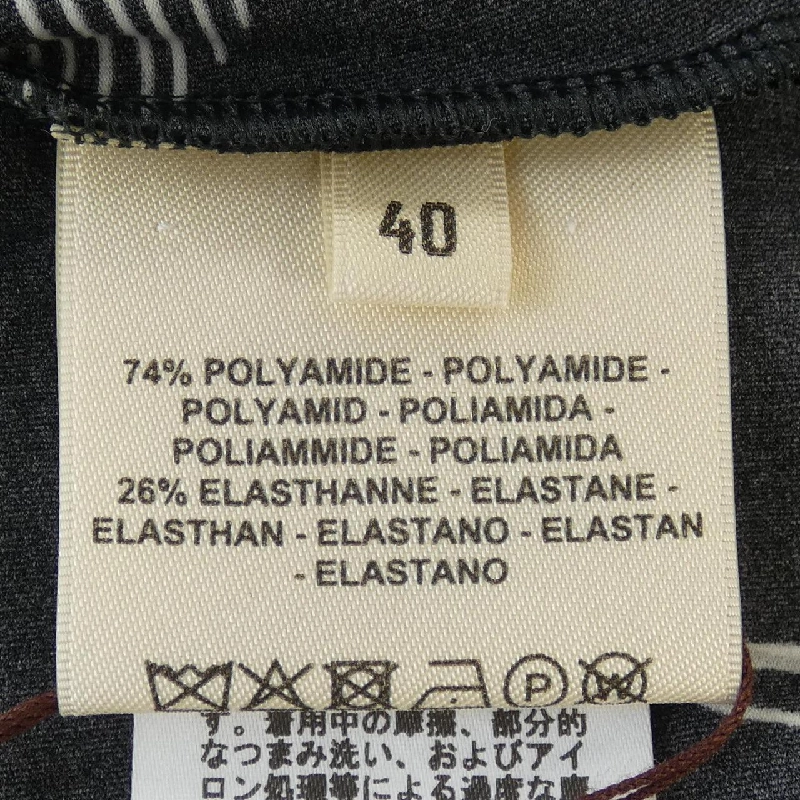 40
74% POLYAMIDE - POLYAMIDE -
POLYAMID - POLIAMIDA -
POLIAMMIDE - POLIAMIDA
26% ELASTHANNE - ELASTANE -
ELASTHAN - ELASTANO - ELASTAN
- ELASTANO
P W
す。着用中の摩擦、部分的
なつまみ洗い、およびアイ
ロン処理等による過度な摩